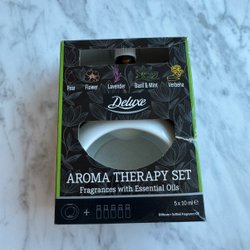 Pear Flower Lavender Basil & Mint Verbena
Deluxe
AROMA THERAPY SET
Fragrances with Essential Oils
5 x 10 ml e
+